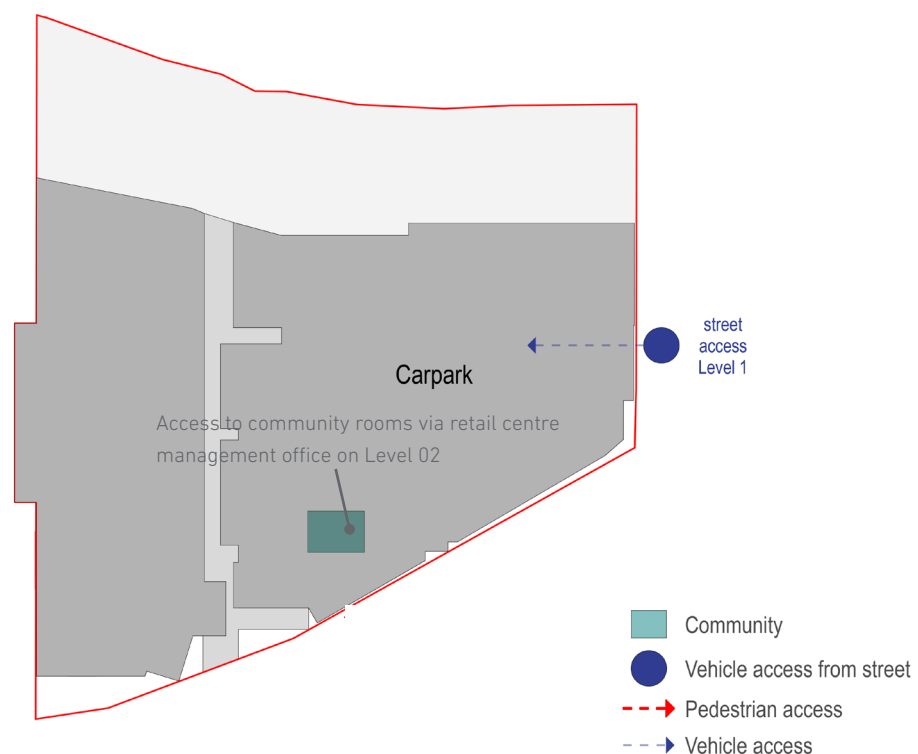 street
access
Level 1
Carpark
Access to community rooms via retail centre
management office on Level 02
Community
Vehicle access from street
Pedestrian access
Vehicle access